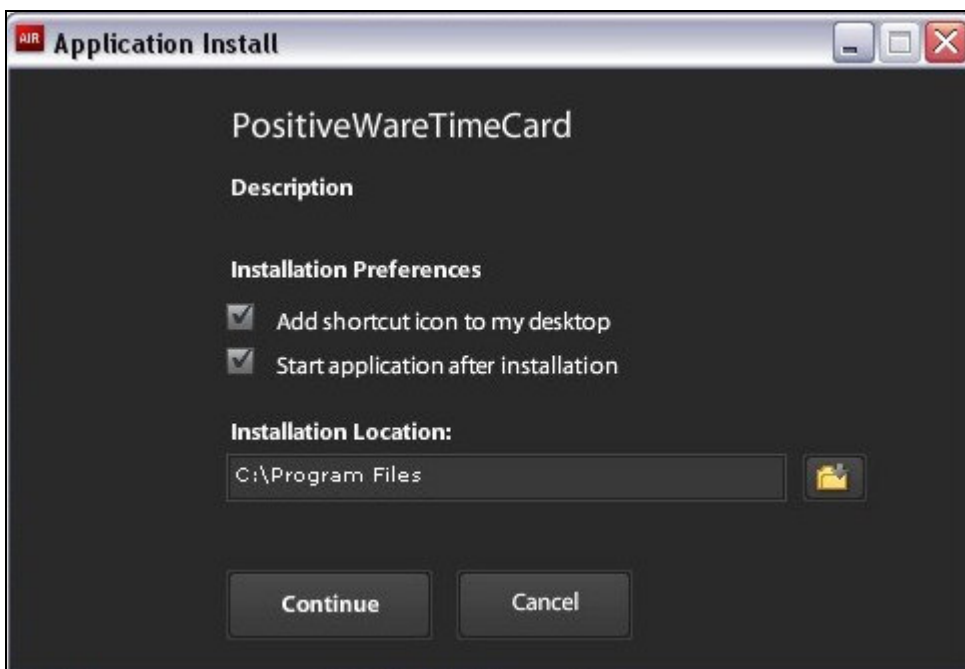 AIR Application Install
PositiveWareTimeCard
Description
Installation Preferences
Add shortcut icon to my desktop
Start application after installation
Installation Location:
C:\Program Files
Continue Cancel